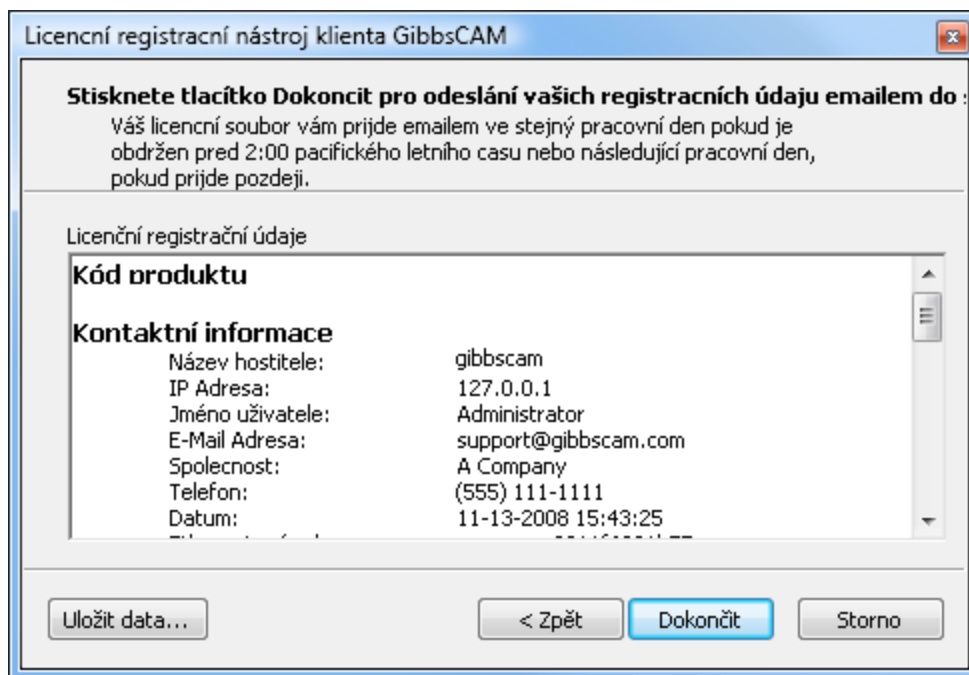 Licencní registracní nástroj klienta GibbsCAM
Stisknete tlacítko Dokoncit pro odeslání vašich registracních údaju emailem do
Váš licencní soubor vám prijde emailem ve stejný pracovní den pokud je
obdržen pred 2:00 pacifického letního casu nebo následující pracovní den,
pokud prijde pozdeji.
Licenční registrační údaje
Kód produktu
Kontaktní informace
Název hostitele: gibbscam
IP Adresa: 127.0.0.1
Jméno uživatele: Administrator
E-Mail Adresa: support@gibbscam.com
Spolecnost: A Company
Telefon: (555) 111-1111
Datum: 11-13-2008 15:43:25
Uložit data...
< Zpět
Dokončit
Storno